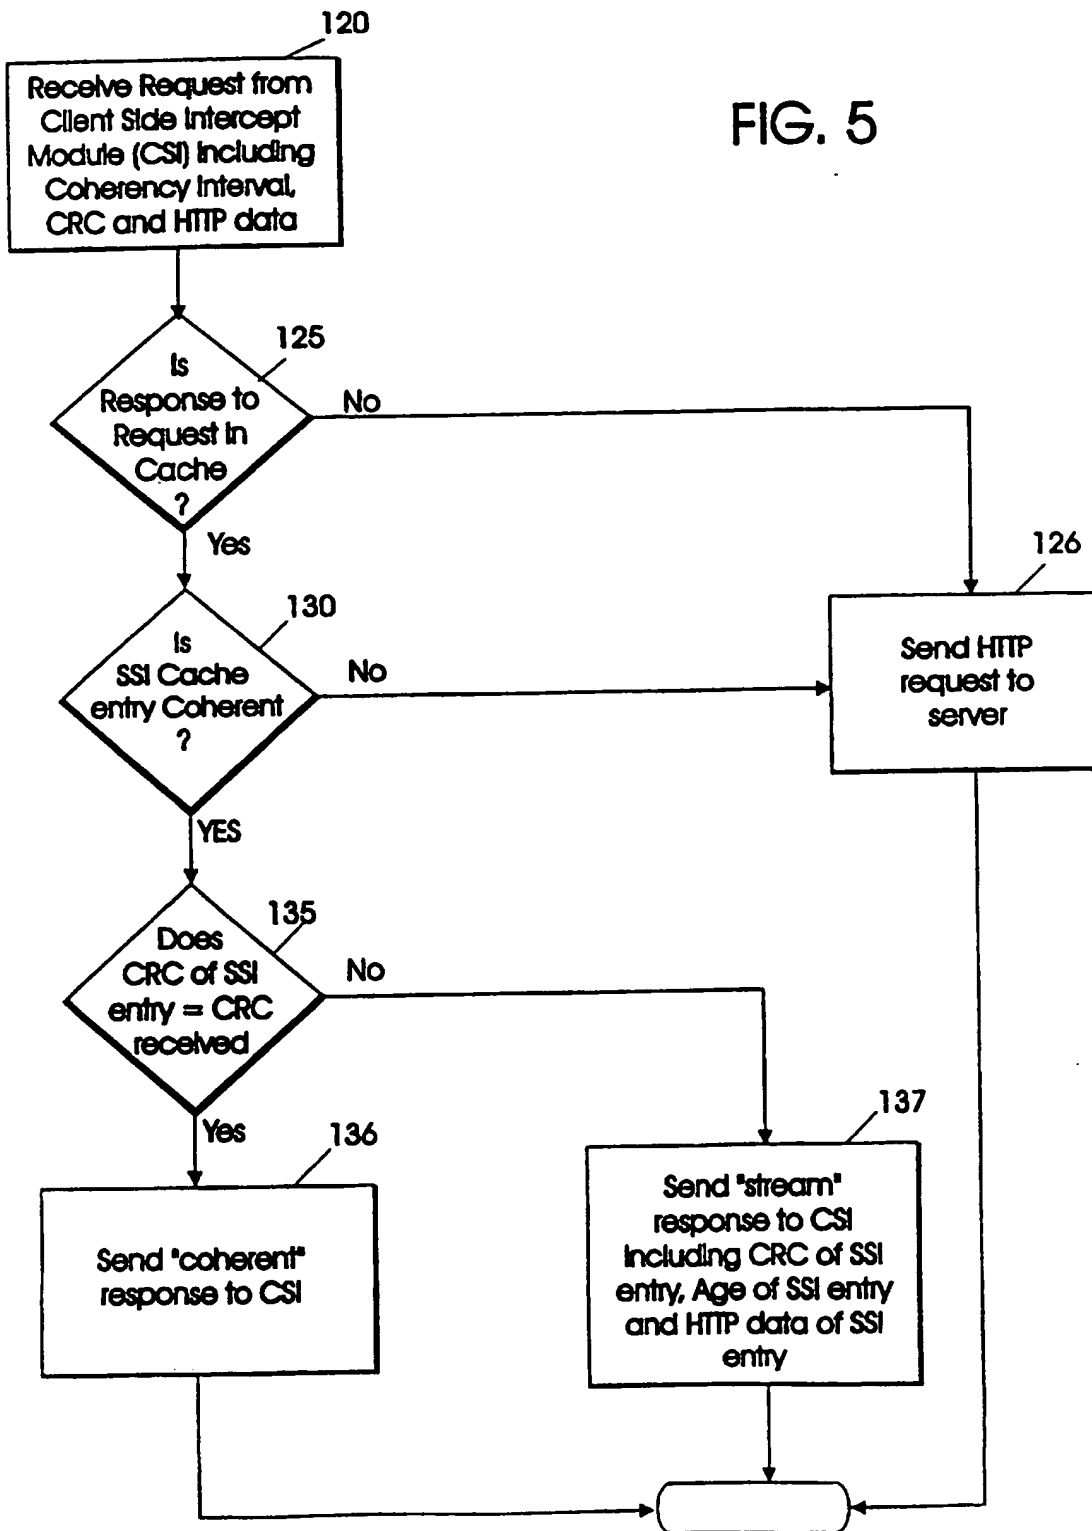 120
Receive Request from
Client Side Intercept
Module (CSI) Including
Coherency Interval,
CRC and HTTP data
FIG. 5
125
Is
Response to
Request in
Cache
?
No
Yes
126
Send HTTP
request to
server
130
Is
SSI Cache
entry Coherent
?
No
YES
135
Does
CRC of SSI
entry = CRC
received
No
Yes
136
Send "coherent"
response to CSI
137
Send "stream"
response to CSI
including CRC of SSI
entry, Age of SSI entry
and HTTP data of SSI
entry